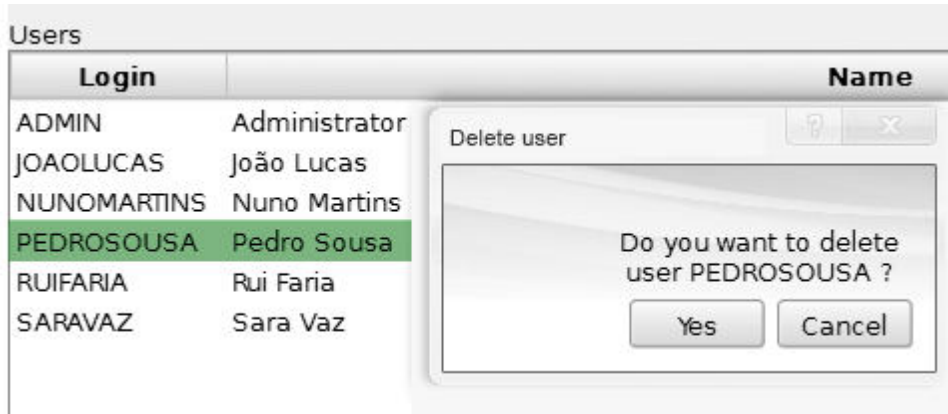 Users
Login Name
ADMIN Administrator
JOAOLUCAS João Lucas
NUNOMARTINS Nuno Martins
PEDROSOUSA Pedro Sousa
RUIFARIA Rui Faria
SARAVAZ Sara Vaz
Delete user
Do you want to delete
user PEDROSOUSA ?
Yes Cancel